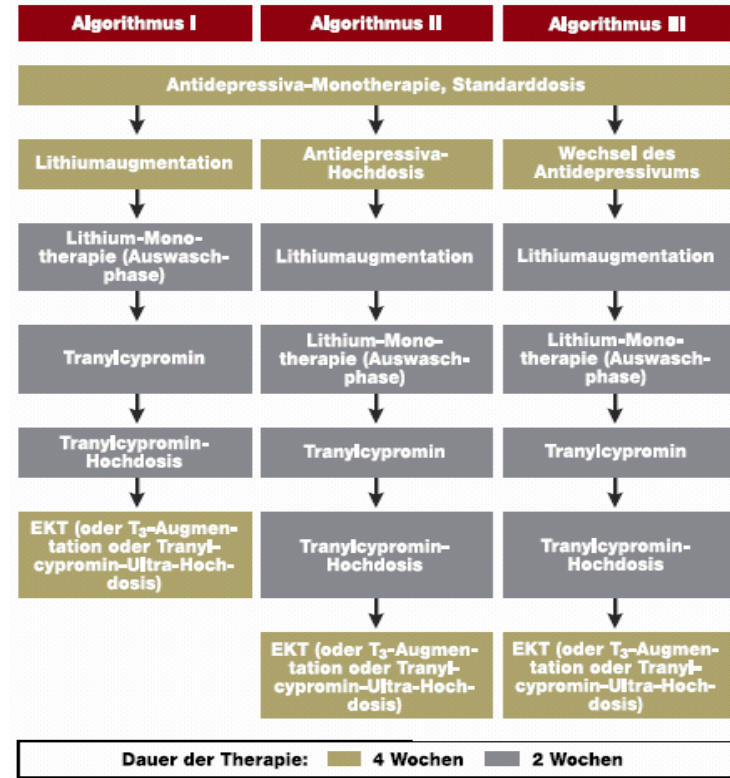 Algorithmus I
Algorithmus II
Algorithmus III
Antidepressiva–Monotherapie, Standarddosis
Lithiumaugmentation
Antidepressiva-
Hochdosis
Wechsel des
Antidepressivums
Lithium-Mono-
therapie (Auswasch-
phase)
Lithiumaugmentation
Lithiumaugmentation
Tranylcypromin
Lithium-Mono-
therapie (Auswasch-
phase)
Lithium-Mono-
therapie (Auswasch-
phase)
Tranylcypromin-
Hochdosis
Tranylcypromin
Tranylcypromin
EKT (oder T₃-Augmen-
tation oder Tranyl-
cypromin-Ultra-Hoch-
dosis)
Tranylcypromin-
Hochdosis
Tranylcypromin-
Hochdosis
EKT (oder T₃-Augmen-
tation oder Tranyl-
cypromin-Ultra-Hoch-
dosis)
EKT (oder T₃-Augmen-
tation oder Tranyl-
cypromin-Ultra-Hoch-
dosis)
Dauer der Therapie: 4 Wochen 2 Wochen